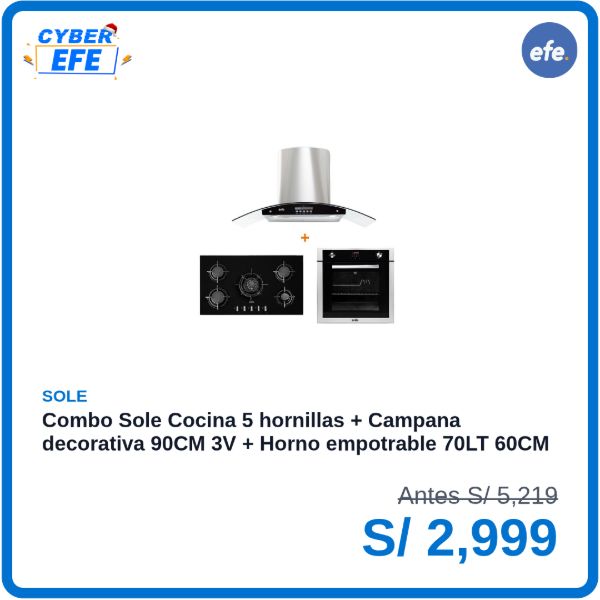 CYBER
EFE
efe.
SOLE
Combo Sole Cocina 5 hornillas + Campana
decorativa 90CM 3V + Horno empotrable 70LT 60CM
Antes S/ 5,219
S/ 2,999